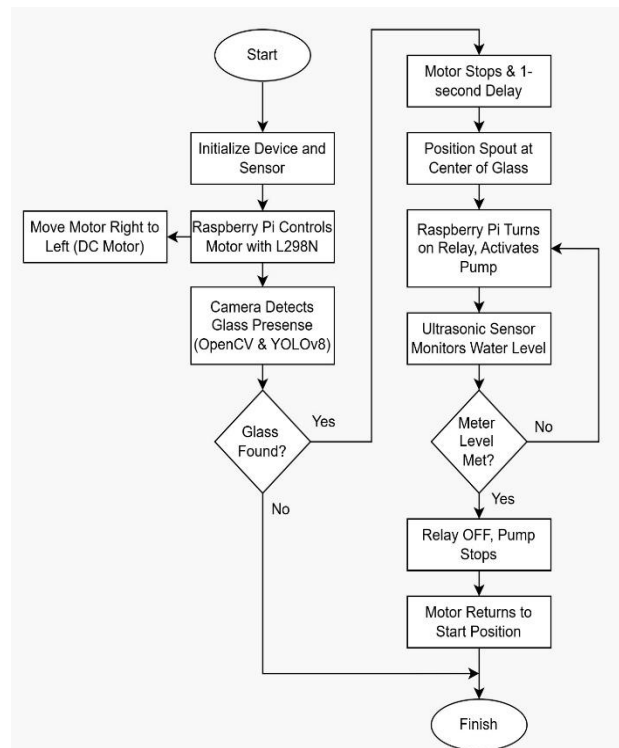 Start
Initialize Device and
Sensor
Move Motor Right to
Left (DC Motor)
Raspberry Pi Controls
Motor with L298N
Camera Detects
Glass Presense
(OpenCV & YOLOv8)
Glass
Found?
Yes
No
Motor Stops & 1-
second Delay
Position Spout at
Center of Glass
Raspberry Pi Turns
on Relay, Activates
Pump
Ultrasonic Sensor
Monitors Water Level
Meter
Level
Met?
No
Yes
Relay OFF, Pump
Stops
Motor Returns to
Start Position
Finish